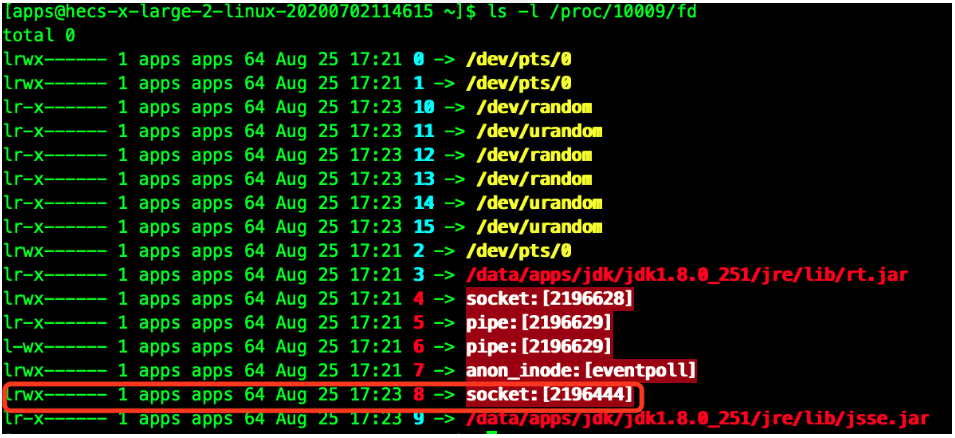 [apps@hecs-x-large-2-linux-20200702114615 ~]$ ls -l /proc/10009/fd
total 0
lrwx------ 1 apps apps 64 Aug 25 17:21 0 -> /dev/pts/0
lrwx------ 1 apps apps 64 Aug 25 17:21 1 -> /dev/pts/0
lr-x------ 1 apps apps 64 Aug 25 17:23 10 -> /dev/random
lr-x------ 1 apps apps 64 Aug 25 17:23 11 -> /dev/urandom
lr-x------ 1 apps apps 64 Aug 25 17:23 12 -> /dev/random
lr-x------ 1 apps apps 64 Aug 25 17:23 13 -> /dev/random
lr-x------ 1 apps apps 64 Aug 25 17:23 14 -> /dev/urandom
lr-x------ 1 apps apps 64 Aug 25 17:23 15 -> /dev/urandom
lrwx------ 1 apps apps 64 Aug 25 17:21 2 -> /dev/pts/0
lr-x------ 1 apps apps 64 Aug 25 17:21 3 -> /data/apps/jdk/jdk1.8.0_251/jre/lib/rt.jar
lrwx------ 1 apps apps 64 Aug 25 17:21 4 -> socket:[2196628]
lr-x------ 1 apps apps 64 Aug 25 17:21 5 -> pipe:[2196629]
l-wx------ 1 apps apps 64 Aug 25 17:21 6 -> pipe:[2196629]
lrwx------ 1 apps apps 64 Aug 25 17:21 7 -> anon_inode:[eventpoll]
lrwx------ 1 apps apps 64 Aug 25 17:23 8 -> socket:[2196444]
lr-x------ 1 apps apps 64 Aug 25 17:23 9 -> /data/apps/jdk/jdk1.8.0_251/jre/lib/jsse.jar